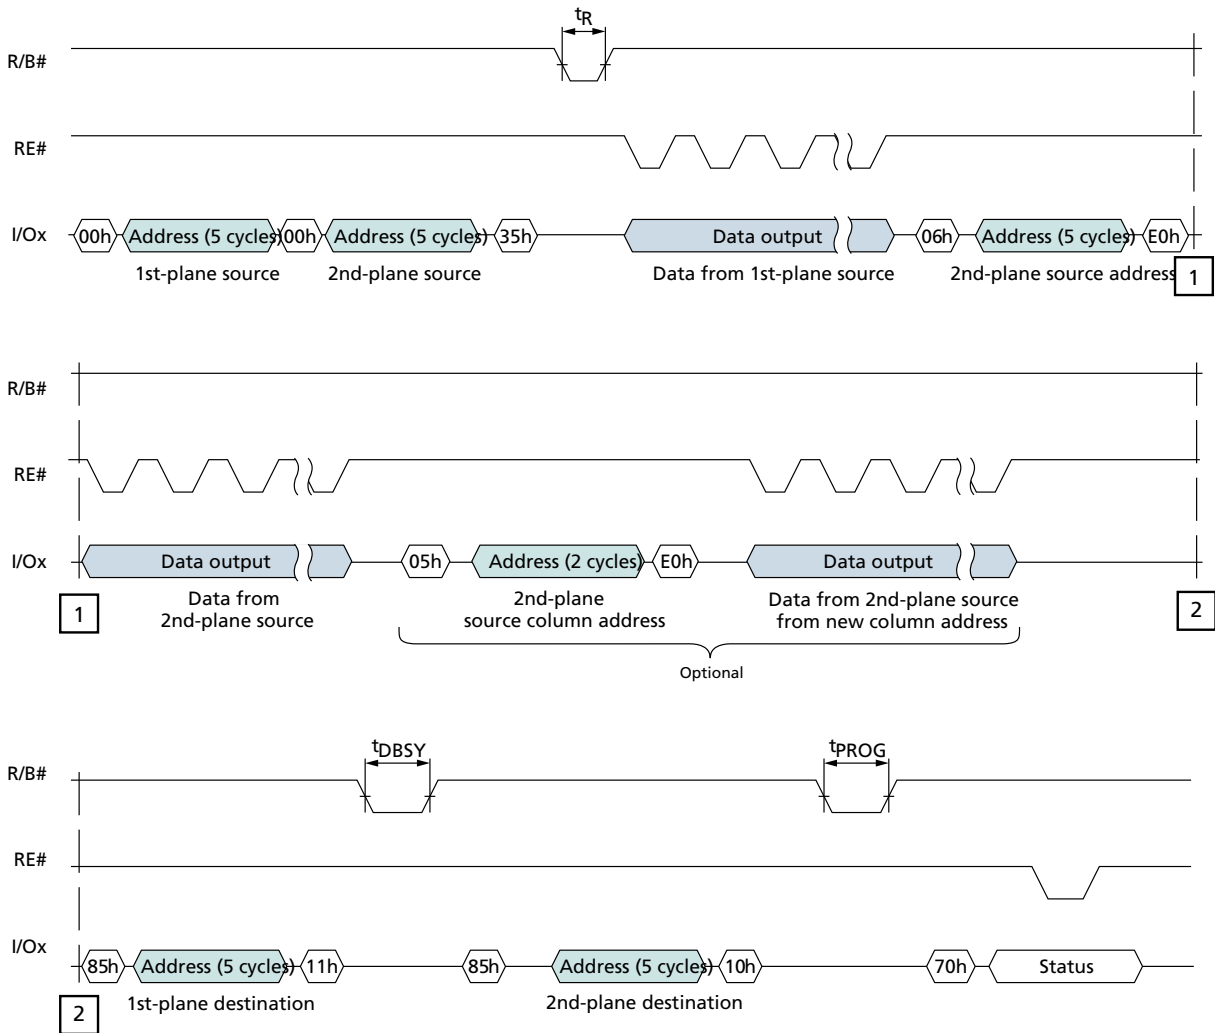 tR
R/B#
RE#
I/Ox 00h Address (5 cycles) 00h Address (5 cycles) 35h Data output 06h Address (5 cycles) E0h
1st-plane source 2nd-plane source Data from 1st-plane source 2nd-plane source address 1
R/B#
RE#
I/Ox Data output 05h Address (2 cycles) E0h Data output
1 Data from 2nd-plane Data from 2nd-plane source 2
2nd-plane source source column address from new column address
Optional
tDBSY tPROG
R/B#
RE#
I/Ox
85h Address (5 cycles) 11h 85h Address (5 cycles) 10h 70h Status
1st-plane destination 2nd-plane destination
2